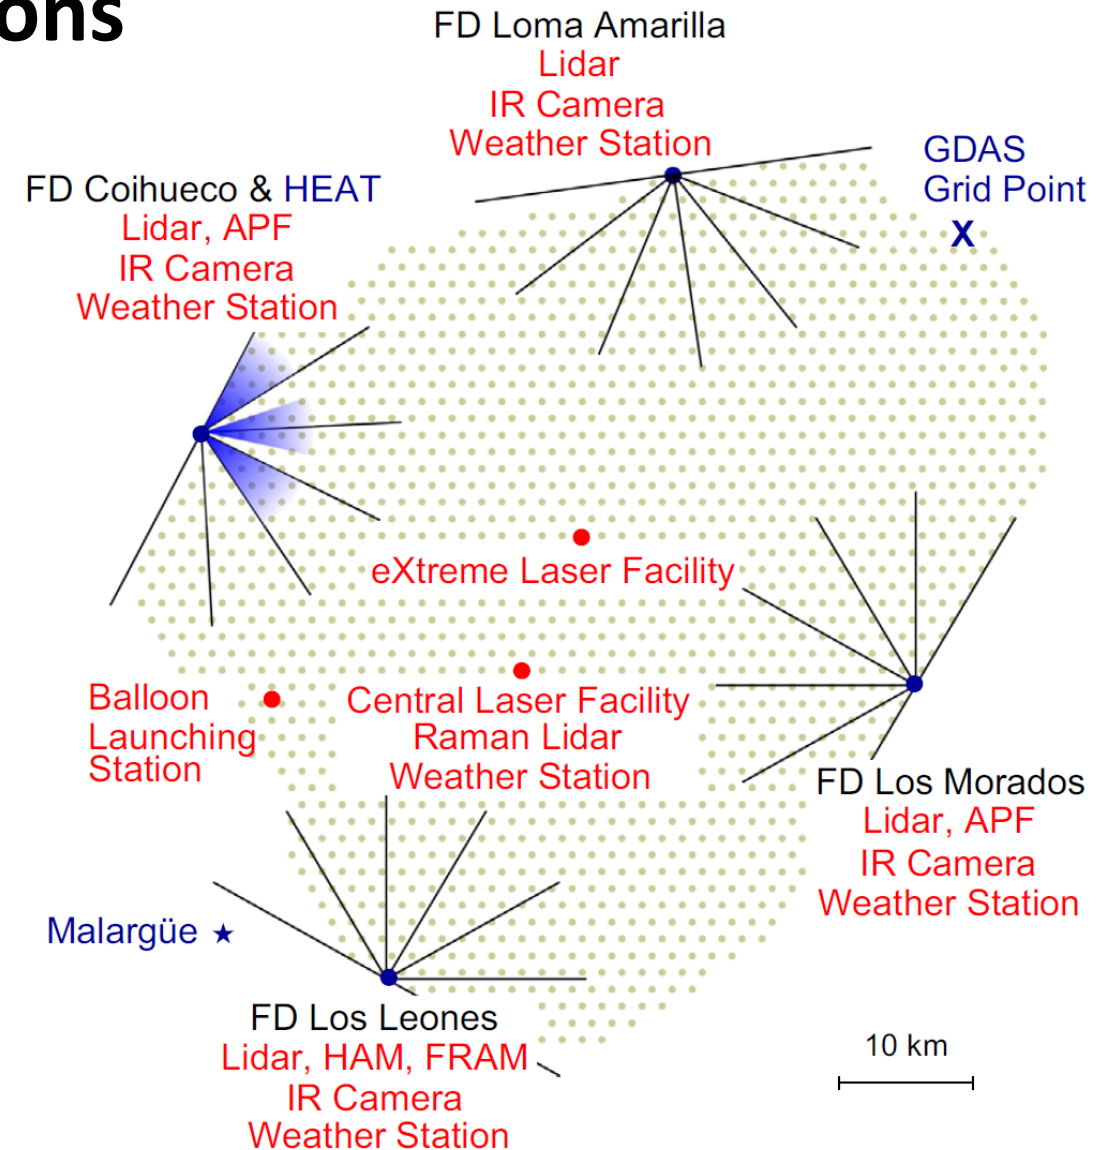 ons
FD Loma Amarilla
Lidar
IR Camera
Weather Station
GDAS
Grid Point
X
FD Coihueco & HEAT
Lidar, APF
IR Camera
Weather Station
eXtreme Laser Facility
Balloon
Launching
Station
Central Laser Facility
Raman Lidar
Weather Station
FD Los Morados
Lidar, APF
IR Camera
Weather Station
Malargüe
FD Los Leones
Lidar, HAM, FRAM
IR Camera
Weather Station
10 km